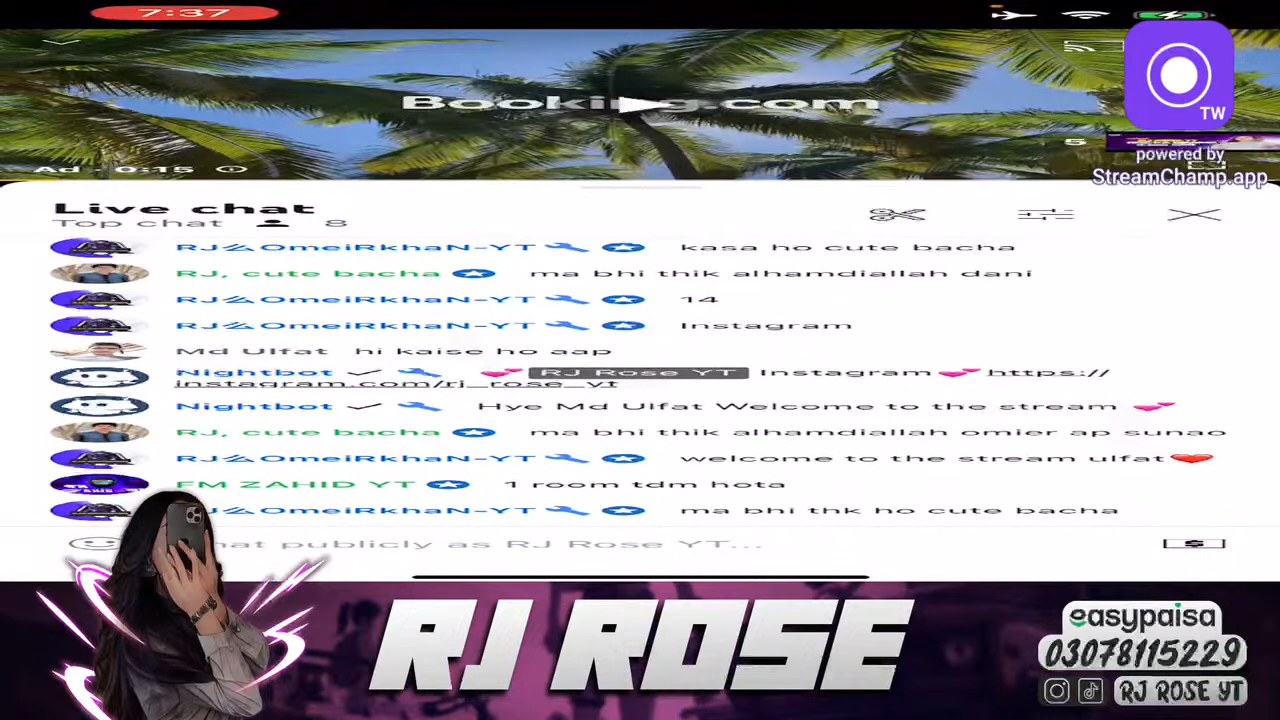 7:37
Booking.com
TW
5
powered by
StreamChamp.app
Ad · 0:15
Live chat
Top chat 8
RJ OmeiRkhaN-YT kasa ho cute bacha
RJ, cute bacha ma bhi thik alhamdiallah dani
RJ OmeiRkhaN-YT 14
RJ OmeiRkhaN-YT Instagram
Md Ulfat hi kaise ho aap
Nightbot 💕 RJ Rose YT Instagram 💕 https://
instagram.com/rj_rose_yt
Nightbot Hye Md Ulfat Welcome to the stream 💕
RJ, cute bacha ma bhi thik alhamdiallah omier ap sunao
RJ OmeiRkhaN-YT welcome to the stream ulfat❤️
FM ZAHID YT 1 room tdm hota
RJ OmeiRkhaN-YT ma bhi thk ho cute bacha
publicly as RJ Rose YT...
RJ ROSE
easypaisa
03078115229
RJ ROSE YT